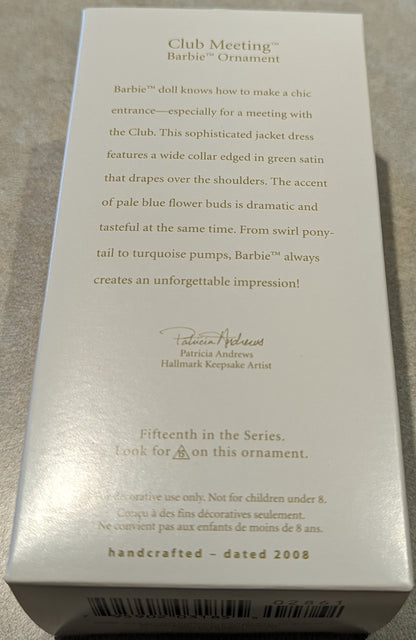 Club Meeting™
Barbie™ Ornament
Barbie™ doll knows how to make a chic
entrance—especially for a meeting with
the Club. This sophisticated jacket dress
features a wide collar edged in green satin
that drapes over the shoulders. The accent
of pale blue flower buds is dramatic and
tasteful at the same time. From swirl pony-
tail to turquoise pumps, Barbie™ always
creates an unforgettable impression!
Patricia Andrews
Patricia Andrews
Hallmark Keepsake Artist
Fifteenth in the Series.
Look for 15 on this ornament.
For decorative use only. Not for children under 8.
Conçu à des fins décoratives seulement.
Ne convient pas aux enfants de moins de 8 ans.
handcrafted – dated 2008
02861